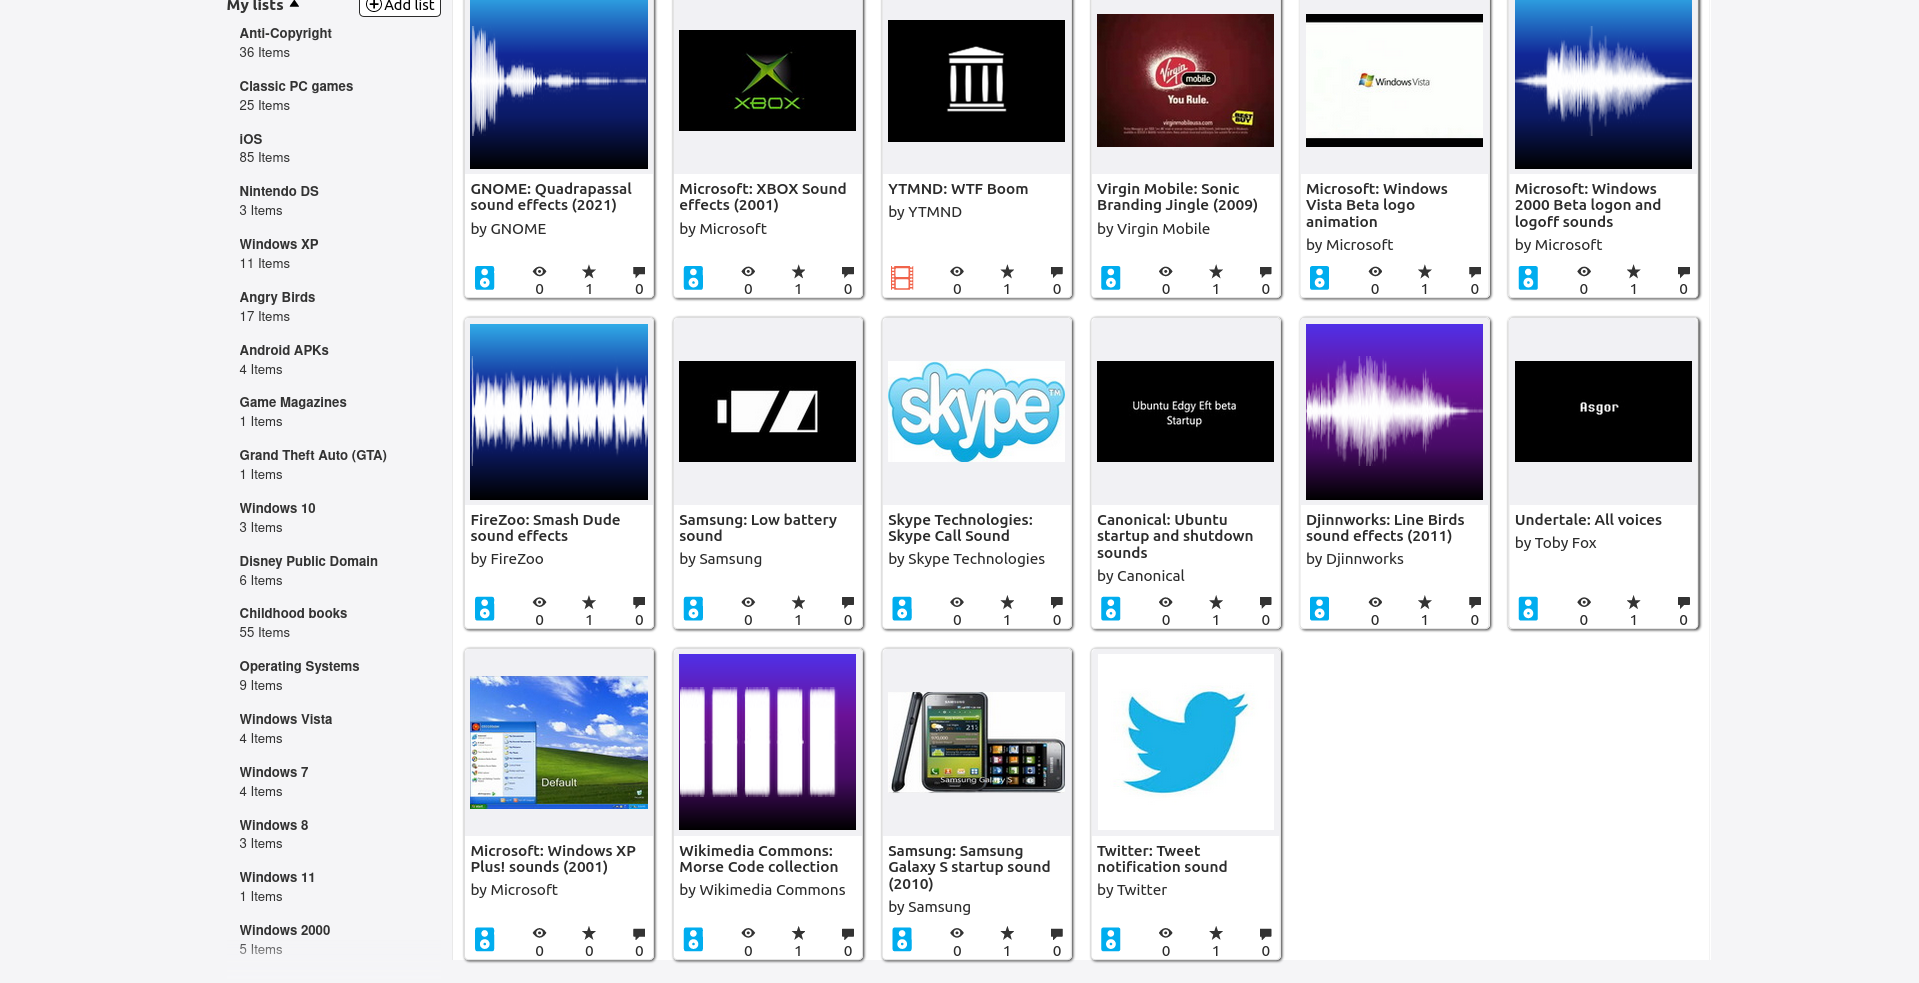 My lists
Add list
Anti-Copyright
36 Items
Classic PC games
25 Items
iOS
85 Items
Nintendo DS
3 Items
Windows XP
11 Items
Angry Birds
17 Items
Android APKs
4 Items
Game Magazines
1 Items
Grand Theft Auto (GTA)
1 Items
Windows 10
3 Items
Disney Public Domain
6 Items
Childhood books
55 Items
Operating Systems
9 Items
Windows Vista
4 Items
Windows 7
4 Items
Windows 8
3 Items
Windows 11
1 Items
Windows 2000
5 Items
GNOME: Quadrapassal
sound effects (2021)
by GNOME
0 1 0
XBOX
Microsoft: XBOX Sound
effects (2001)
by Microsoft
0 1 0
YTMND: WTF Boom
by YTMND
0 1 0
Virgin
mobile
You Rule.
virginmobileusa.com
BEST BUY
Virgin Mobile: Sonic
Branding Jingle (2009)
by Virgin Mobile
0 1 0
Windows Vista
Microsoft: Windows
Vista Beta logo
animation
by Microsoft
0 1 0
Microsoft: Windows
2000 Beta logon and
logoff sounds
by Microsoft
0 1 0
FireZoo: Smash Dude
sound effects
by FireZoo
0 1 0
Samsung: Low battery
sound
by Samsung
0 1 0
skype™
Skype Technologies:
Skype Call Sound
by Skype Technologies
0 1 0
Ubuntu Edgy Eft beta
Startup
Canonical: Ubuntu
startup and shutdown
sounds
by Canonical
0 1 0
Djinnworks: Line Birds
sound effects (2011)
by Djinnworks
0 1 0
Asgor
Undertale: All voices
by Toby Fox
0 1 0
Default
Microsoft: Windows XP
Plus! sounds (2001)
by Microsoft
0 0 0
Wikimedia Commons:
Morse Code collection
by Wikimedia Commons
0 1 0
Samsung Galaxy S
Samsung: Samsung
Galaxy S startup sound
(2010)
by Samsung
0 1 0
Twitter: Tweet
notification sound
by Twitter
0 1 0